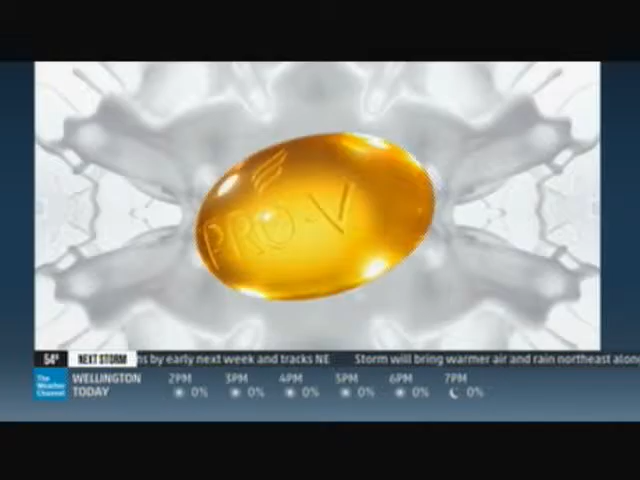 PRO-V
54° NEXT STORM ns by early next week and tracks NE Storm will bring warmer air and rain northeast along
The Weather Channel
WELLINGTON TODAY
2PM 3PM 4PM 5PM 6PM 7PM
0% 0% 0% 0% 0% 0%